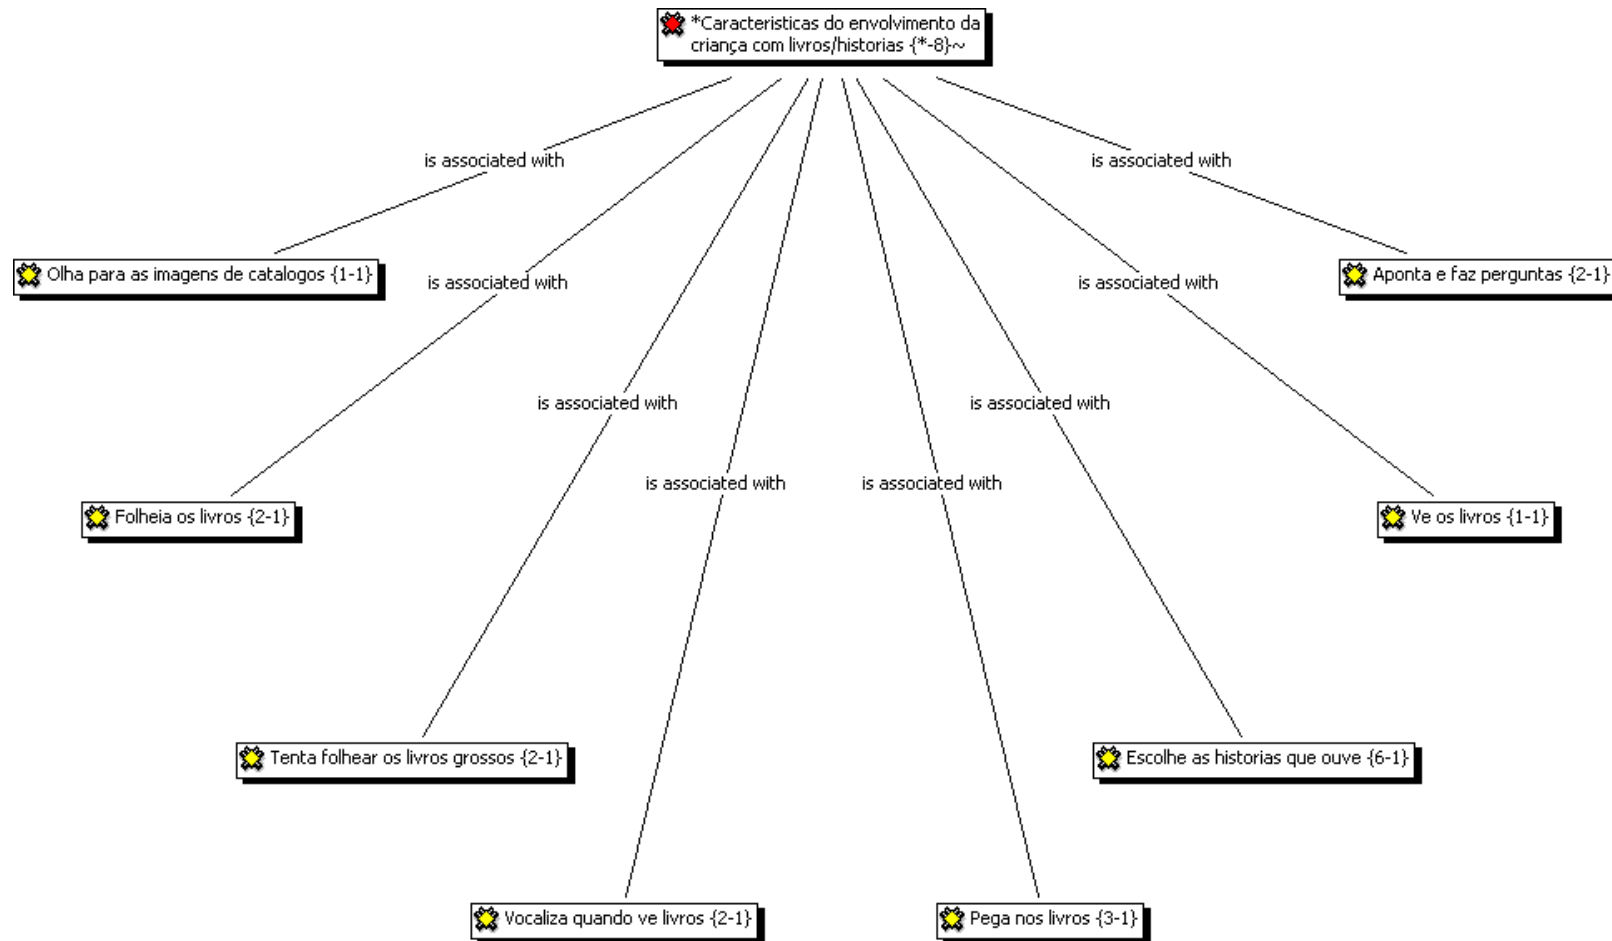 *Caracteristicas do envolvimento da
criança com livros/historias {*-8}~
is associated with
is associated with
Olha para as imagens de catalogos {1-1}
Aponta e faz perguntas {2-1}
is associated with
is associated with
is associated with
is associated with
is associated with
is associated with
Folheia os livros {2-1}
Ve os livros {1-1}
Tenta folhear os livros grossos {2-1}
Escolhe as historias que ouve {6-1}
Vocaliza quando ve livros {2-1}
Pega nos livros {3-1}